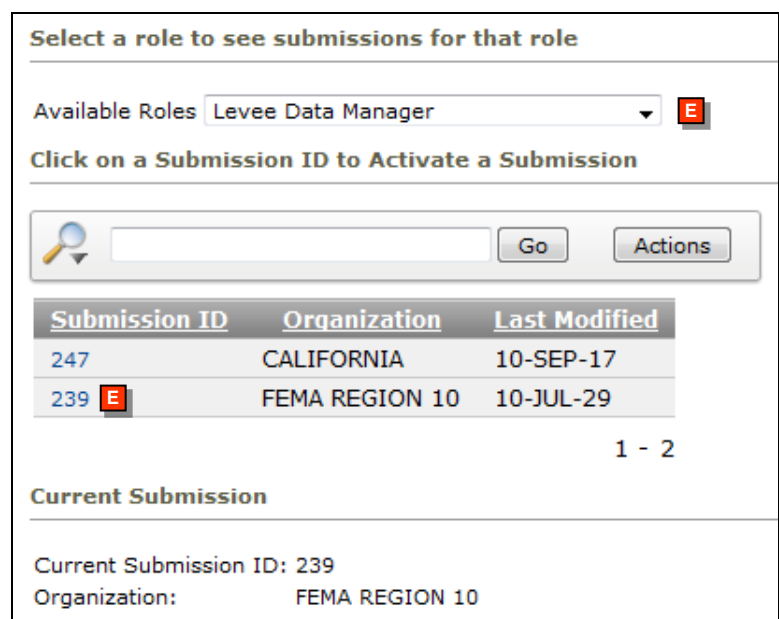 Select a role to see submissions for that role
Available Roles Levee Data Manager E
Click on a Submission ID to Activate a Submission
Go Actions
Submission ID Organization Last Modified
247 CALIFORNIA 10-SEP-17
239 E FEMA REGION 10 10-JUL-29
1 - 2
Current Submission
Current Submission ID: 239
Organization: FEMA REGION 10